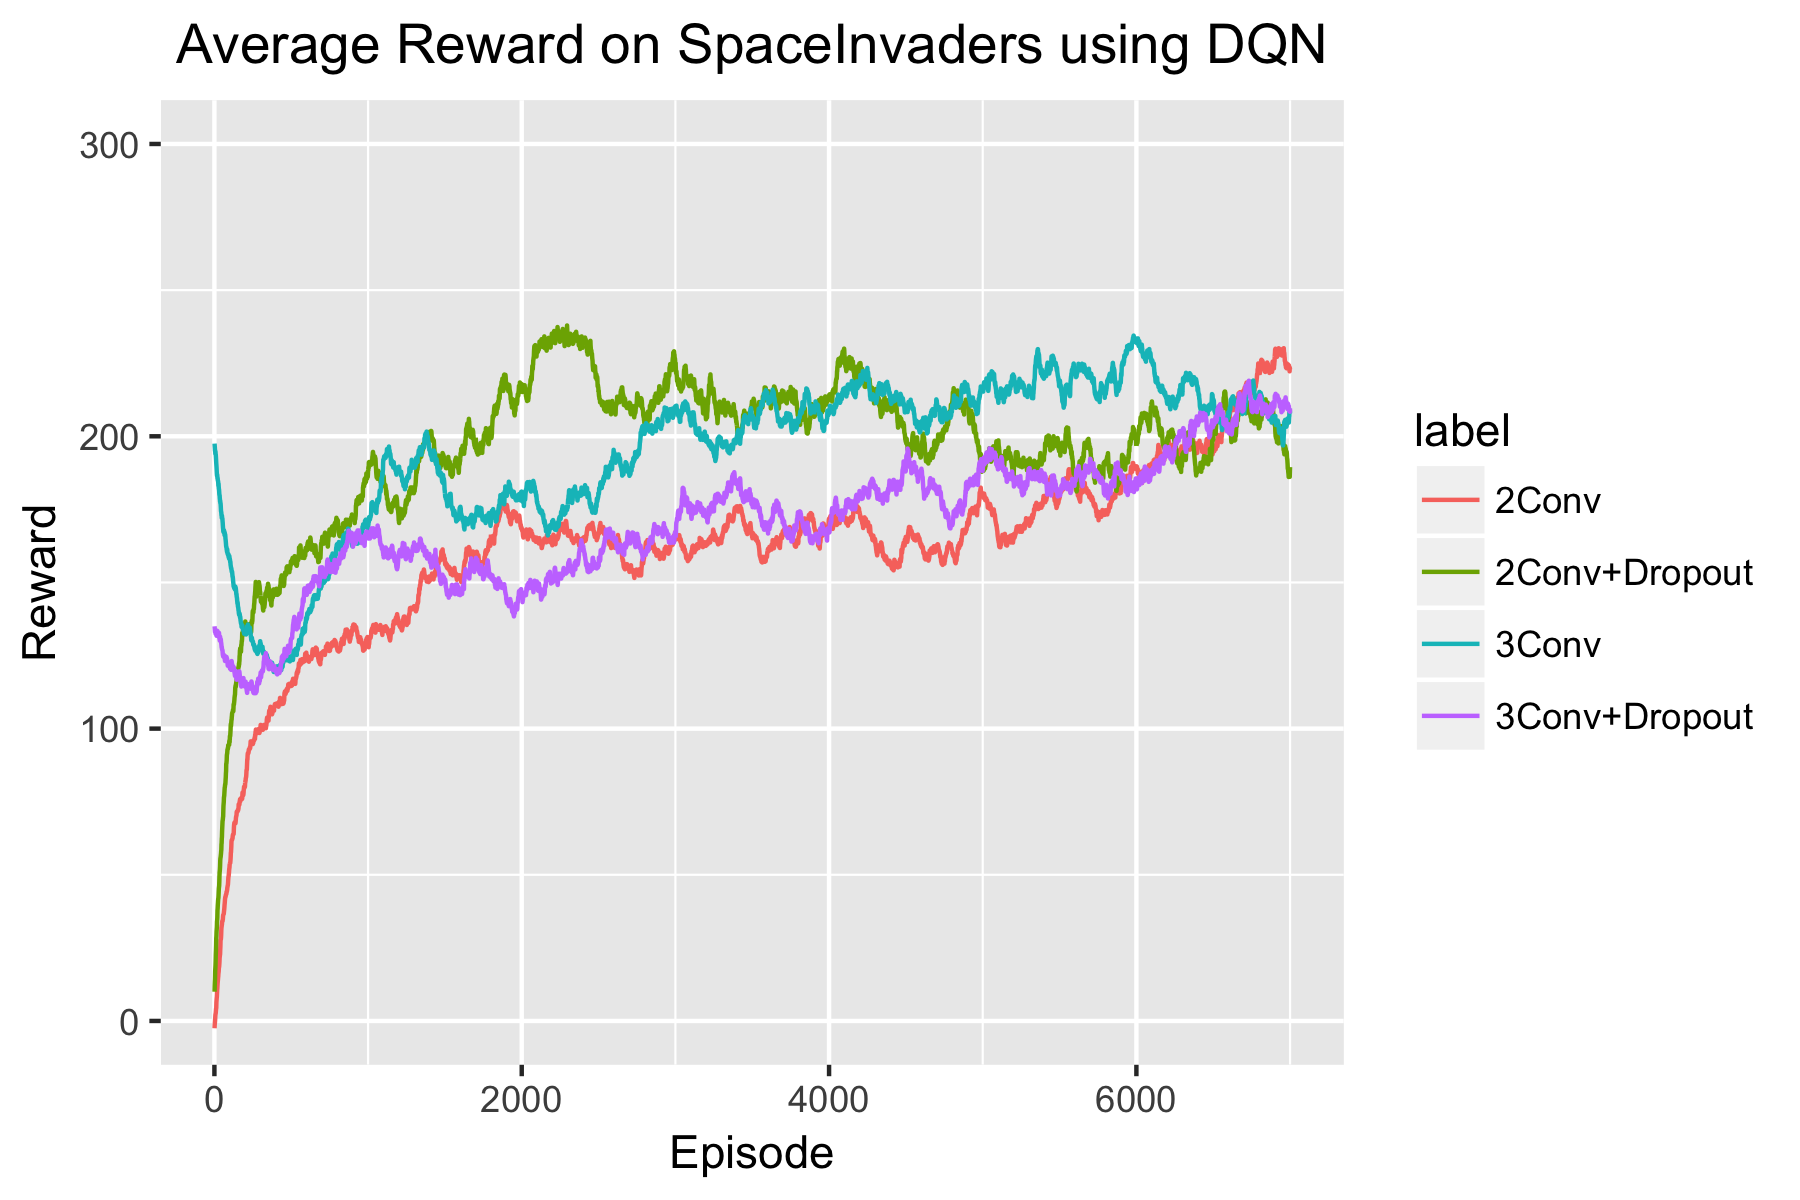 Average Reward on SpaceInvaders using DQN
300
200
100
0
Reward
0 2000 4000 6000
Episode
label
2Conv
2Conv+Dropout
3Conv
3Conv+Dropout